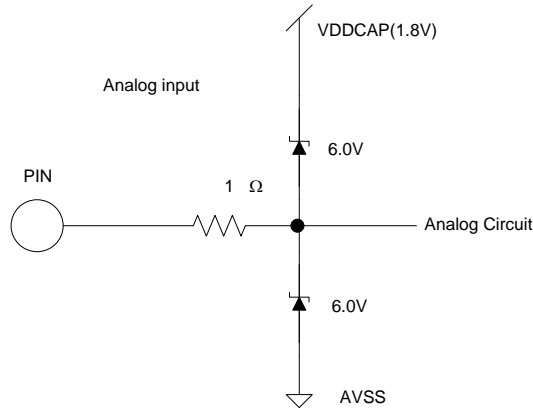 VDDCAP(1.8V)
Analog input
6.0V
PIN
1 Ω
Analog Circuit
6.0V
AVSS